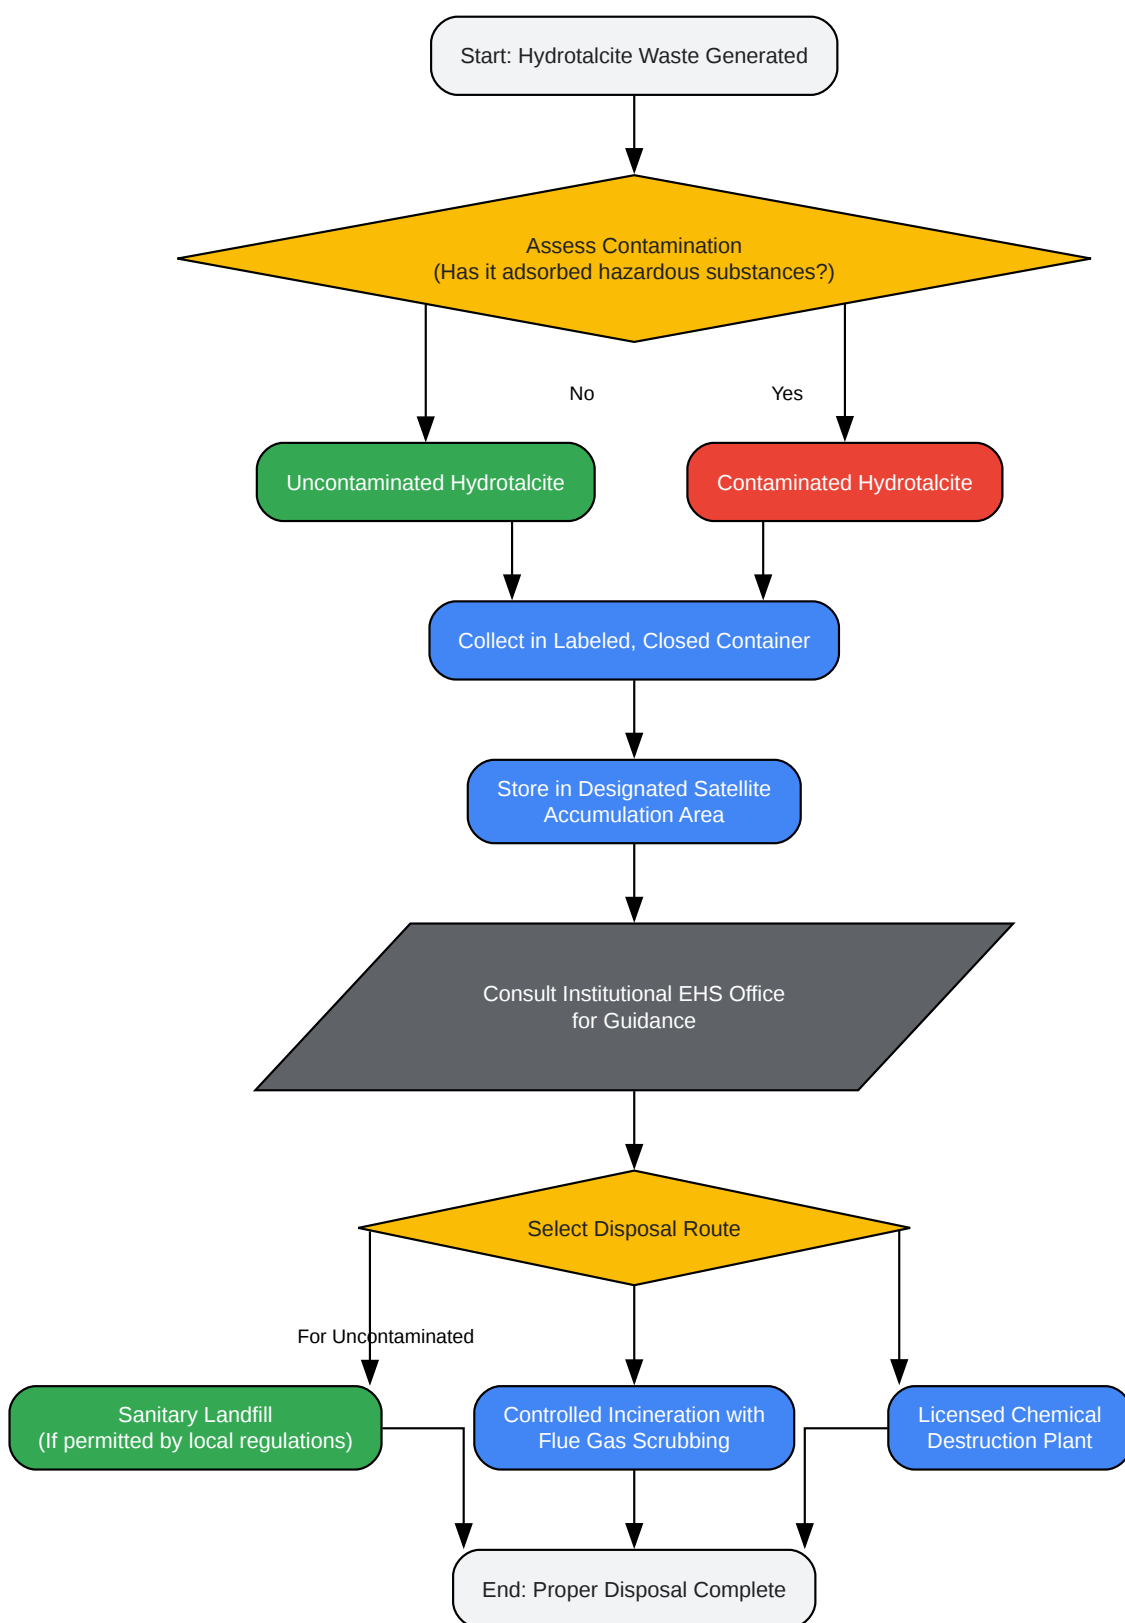 Start: Hydrotalcite Waste Generated
Assess Contamination
(Has it adsorbed hazardous substances?)
No
Yes
Uncontaminated Hydrotalcite
Contaminated Hydrotalcite
Collect in Labeled, Closed Container
Store in Designated Satellite
Accumulation Area
Consult Institutional EHS Office
for Guidance
Select Disposal Route
For Uncontaminated
Sanitary Landfill
(If permitted by local regulations)
Controlled Incineration with
Flue Gas Scrubbing
Licensed Chemical
Destruction Plant
End: Proper Disposal Complete